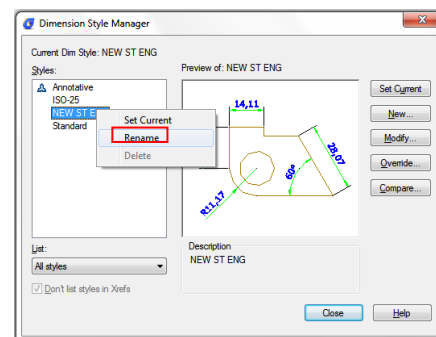 Dimension Style Manager
Current Dim Style: NEW ST ENG
Styles:
Annotative
ISO-25
NEW ST E
Standard
Set Current
Rename
Delete
Preview of: NEW ST ENG
14,11
28,07
60°
R11,17
Set Current
New...
Modify...
Override...
Compare...
List:
All styles
Don't list styles in Xrefs
Description
NEW ST ENG
Close
Help